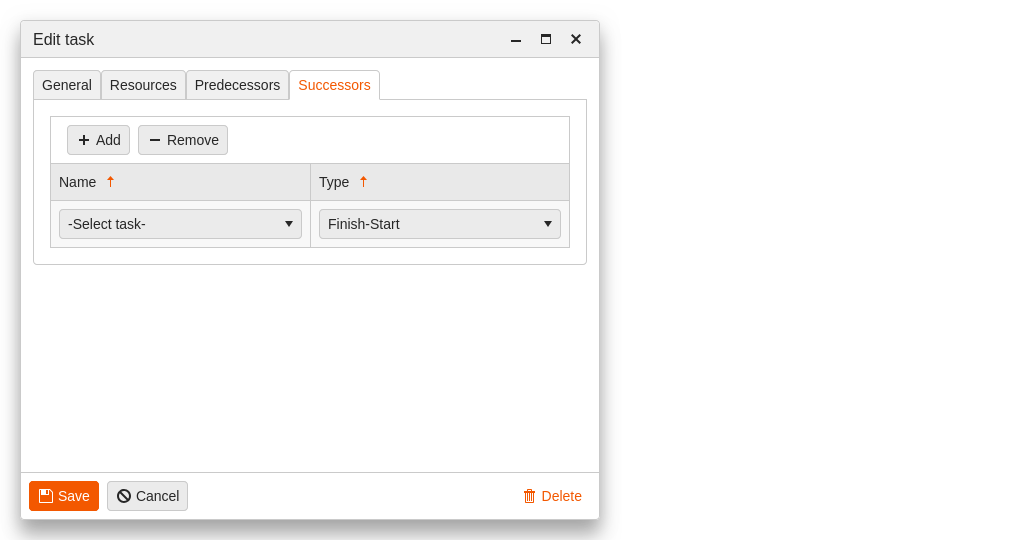 Edit task
General Resources Predecessors Successors
Add Remove
Name Type
-Select task- Finish-Start
Save Cancel Delete